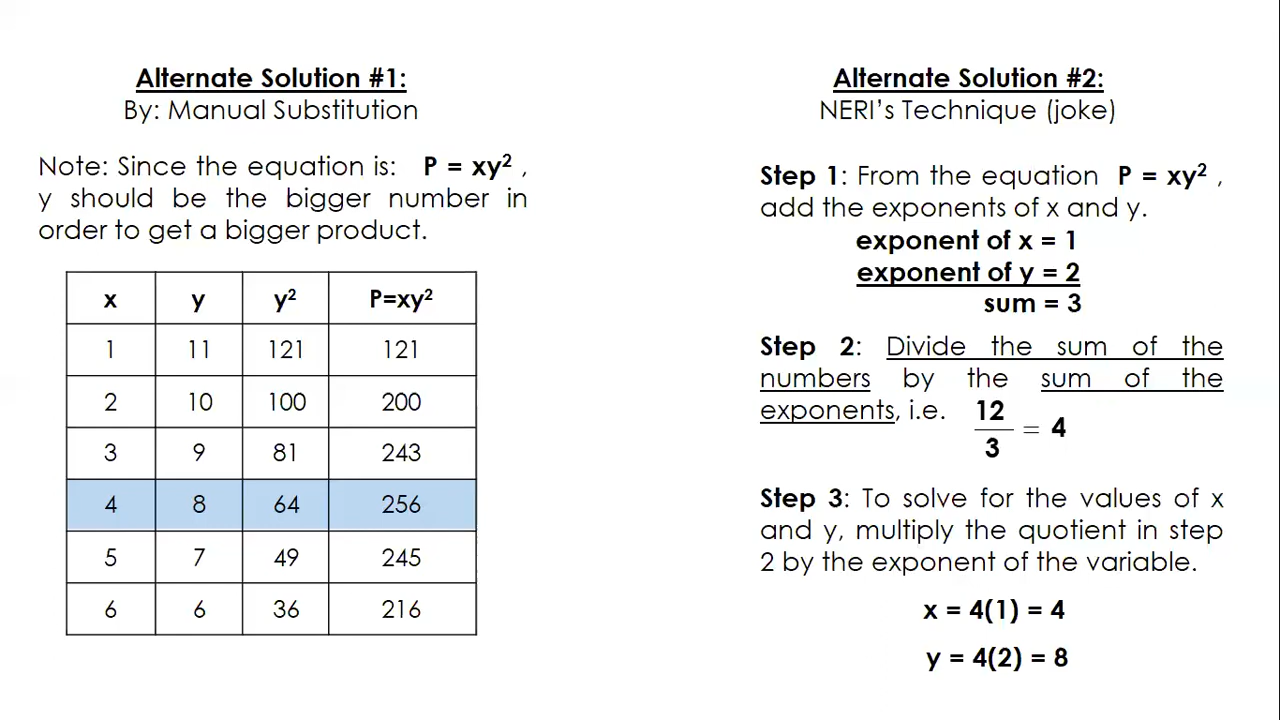 Alternate Solution #1:
By: Manual Substitution
Note: Since the equation is: P = xy² ,
y should be the bigger number in
order to get a bigger product.
x y y² P=xy²
1 11 121 121
2 10 100 200
3 9 81 243
4 8 64 256
5 7 49 245
6 6 36 216
Alternate Solution #2:
NERI's Technique (joke)
Step 1: From the equation P = xy² ,
add the exponents of x and y.
exponent of x = 1
exponent of y = 2
sum = 3
Step 2: Divide the sum of the
numbers by the sum of the
exponents, i.e. 12/3 = 4
Step 3: To solve for the values of x
and y, multiply the quotient in step
2 by the exponent of the variable.
x = 4(1) = 4
y = 4(2) = 8